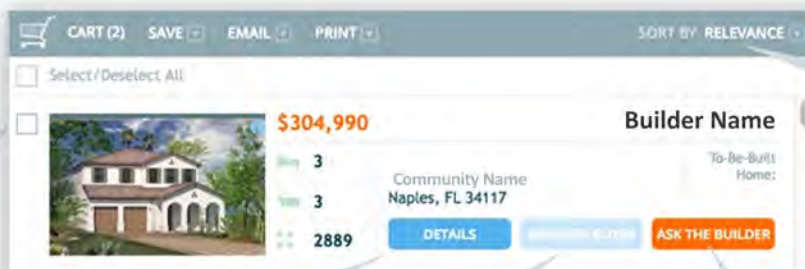 CART (2) SAVE EMAIL PRINT SORT BY RELEVANCE
Select/Deselect All
$304,990 Builder Name
3 To-Be-Built
Home:
Community Name
3 Naples, FL 34117
2889 DETAILS ASK THE BUILDER